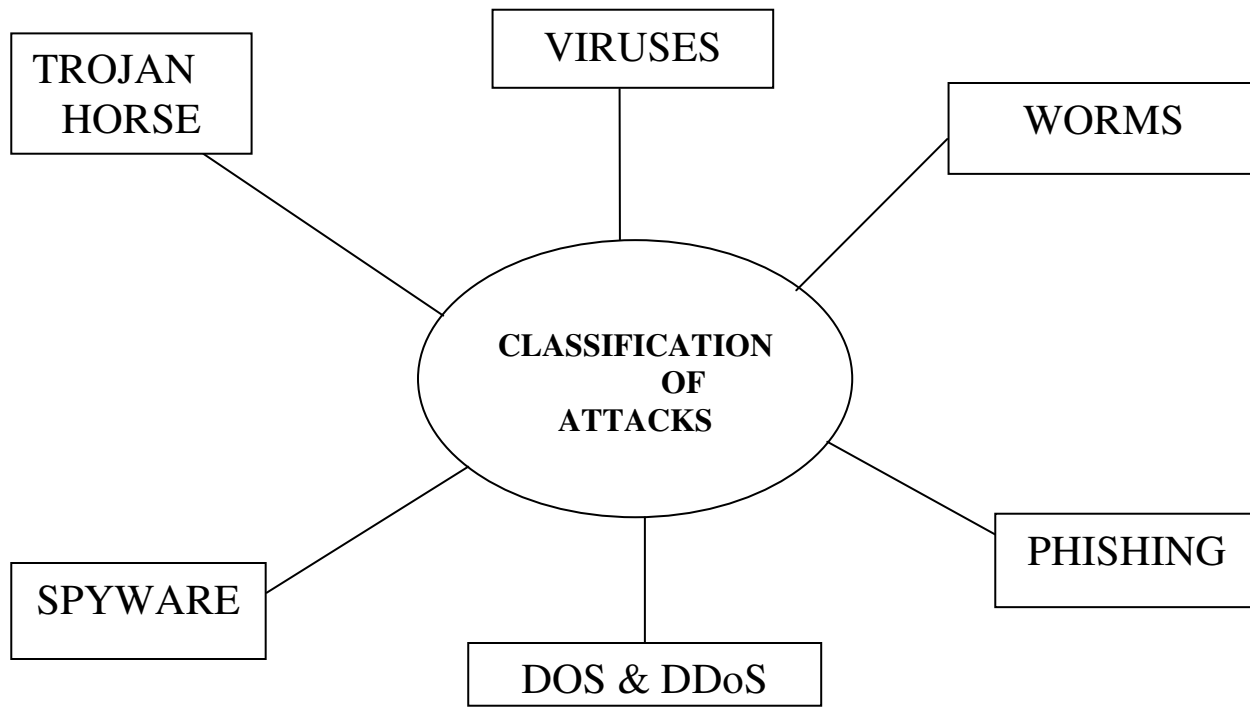 VIRUSES
TROJAN
HORSE
WORMS
CLASSIFICATION
OF
ATTACKS
PHISHING
SPYWARE
DOS & DDoS